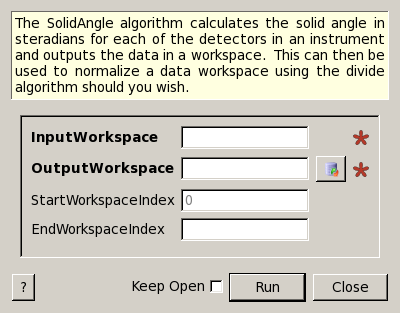 The SolidAngle algorithm calculates the solid angle in
steradians for each of the detectors in an instrument
and outputs the data in a workspace. This can then be
used to normalize a data workspace using the divide
algorithm should you wish.
InputWorkspace
OutputWorkspace
StartWorkspaceIndex 0
EndWorkspaceIndex
? Keep Open Run Close